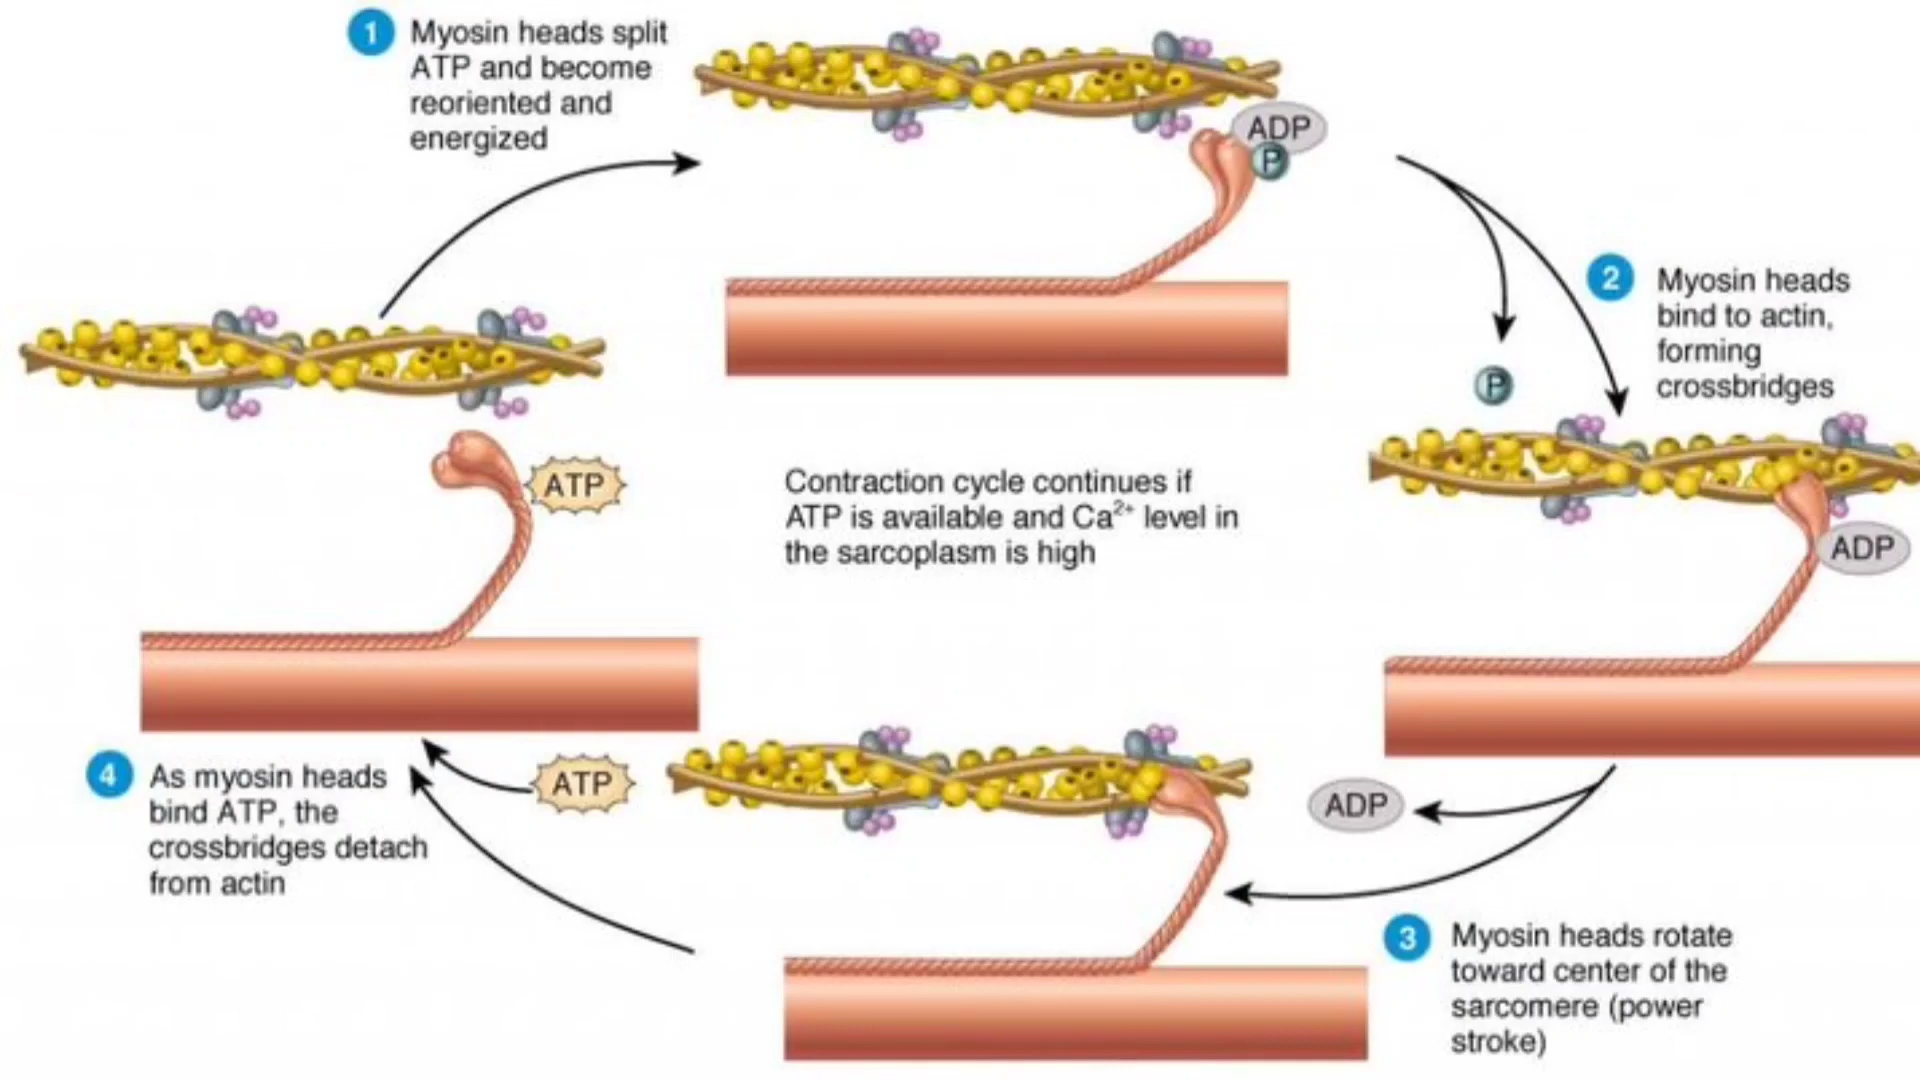 1 Myosin heads split
ATP and become
reoriented and
energized
ADP
P
2 Myosin heads
bind to actin,
forming
crossbridges
P
ADP
ATP
Contraction cycle continues if
ATP is available and Ca²⁺ level in
the sarcoplasm is high
ADP
3 Myosin heads rotate
toward center of the
sarcomere (power
stroke)
ATP
4 As myosin heads
bind ATP, the
crossbridges detach
from actin